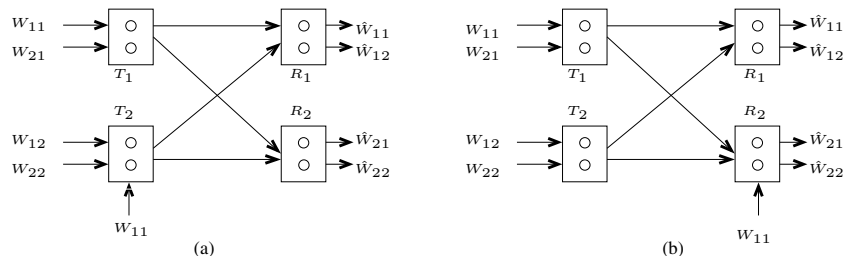 W11 Ŵ11 W11 Ŵ11
W21 Ŵ12 W21 Ŵ12
T1 R1 T1 R1
T2 R2 T2 R2
W12 Ŵ21 W12 Ŵ21
W22 Ŵ22 W22 Ŵ22
W11 W11
(a) (b)